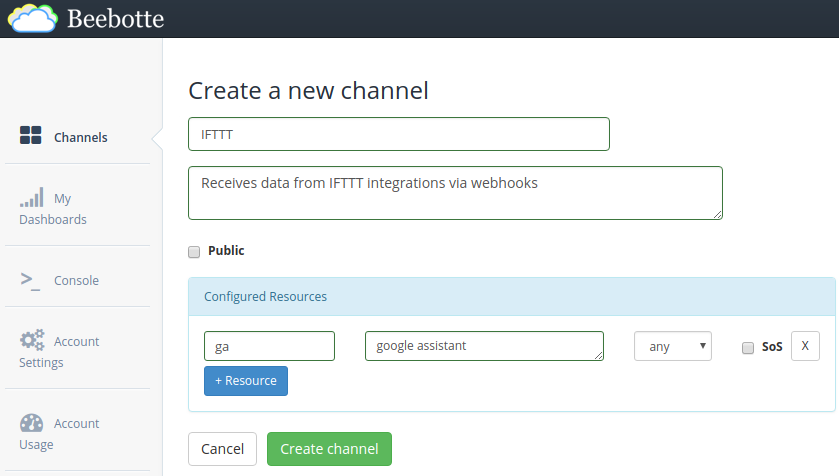 Beebotte
Channels
My
Dashboards
Console
Account
Settings
Account
Usage
Create a new channel
IFTTT
Receives data from IFTTT integrations via webhooks
Public
Configured Resources
ga google assistant any SoS X
+ Resource
Cancel Create channel